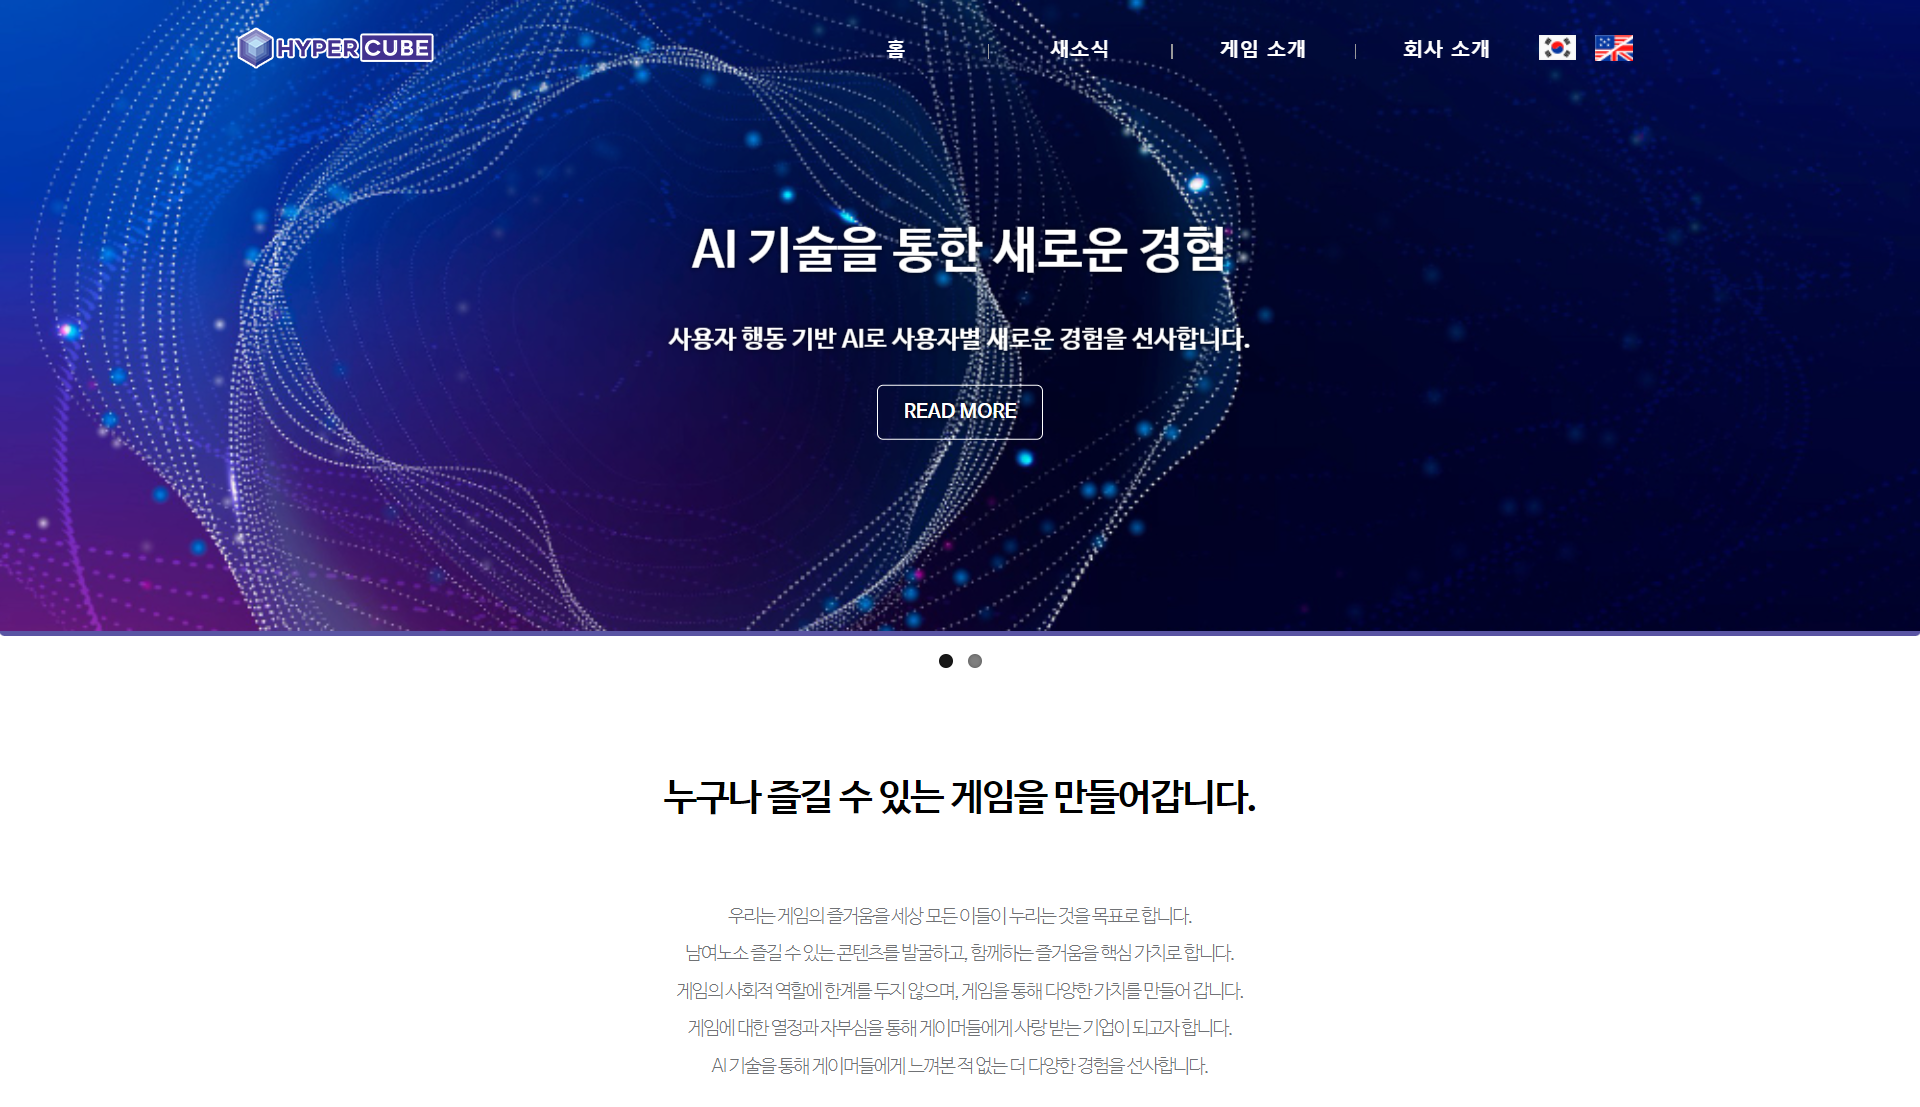 HYPER CUBE
홈
새소식
게임 소개
회사 소개
AI 기술을 통한 새로운 경험
사용자 행동 기반 AI로 사용자별 새로운 경험을 선사합니다.
READ MORE
누구나 즐길 수 있는 게임을 만들어갑니다.
우리는 게임의 즐거움을 세상 모든 이들이 누리는 것을 목표로 합니다.
남여노소 즐길 수 있는 콘텐츠를 발굴하고, 함께하는 즐거움을 핵심 가치로 합니다.
게임의 사회적 역할에 한계를 두지 않으며, 게임을 통해 다양한 가치를 만들어 갑니다.
게임에 대한 열정과 자부심을 통해 게이머들에게 사랑 받는 기업이 되고자 합니다.
AI 기술을 통해 게이머들에게 느껴본 적 없는 더 다양한 경험을 선사합니다.